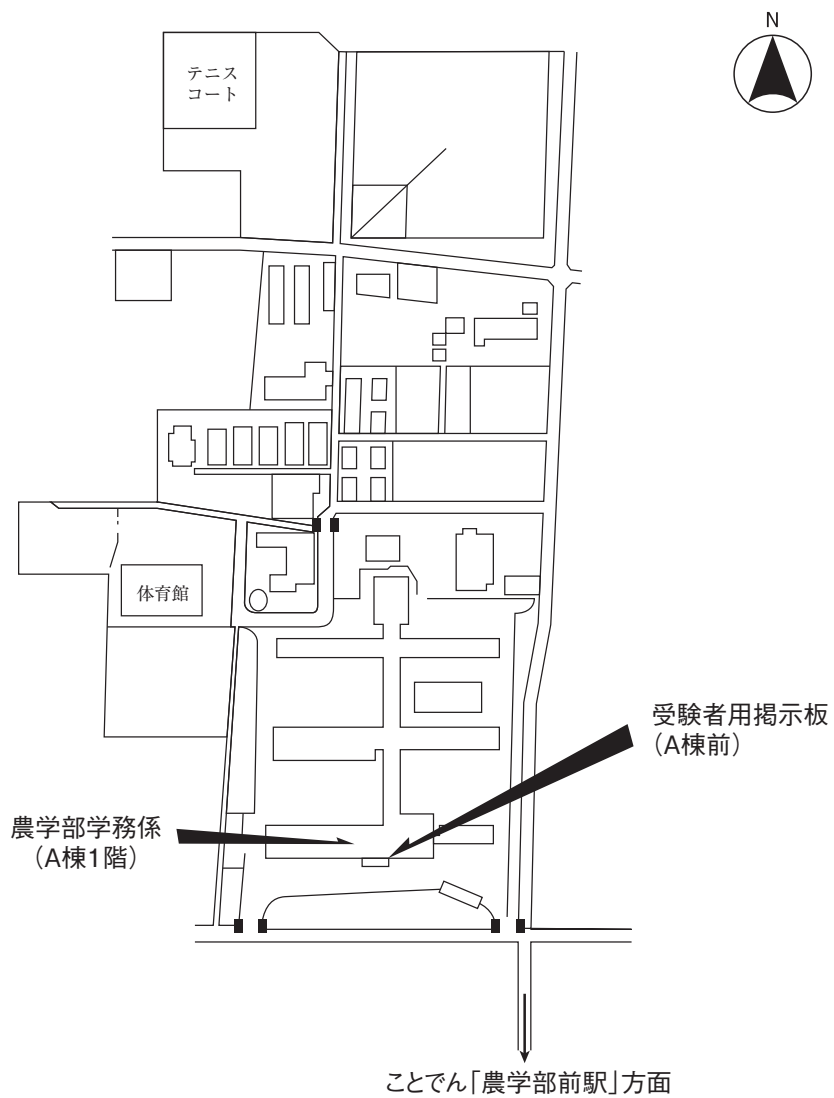 N
テニス
コート
体育館
受験者用掲示板
（A棟前）
農学部学務係
（A棟1階）
ことでん「農学部前駅」方面